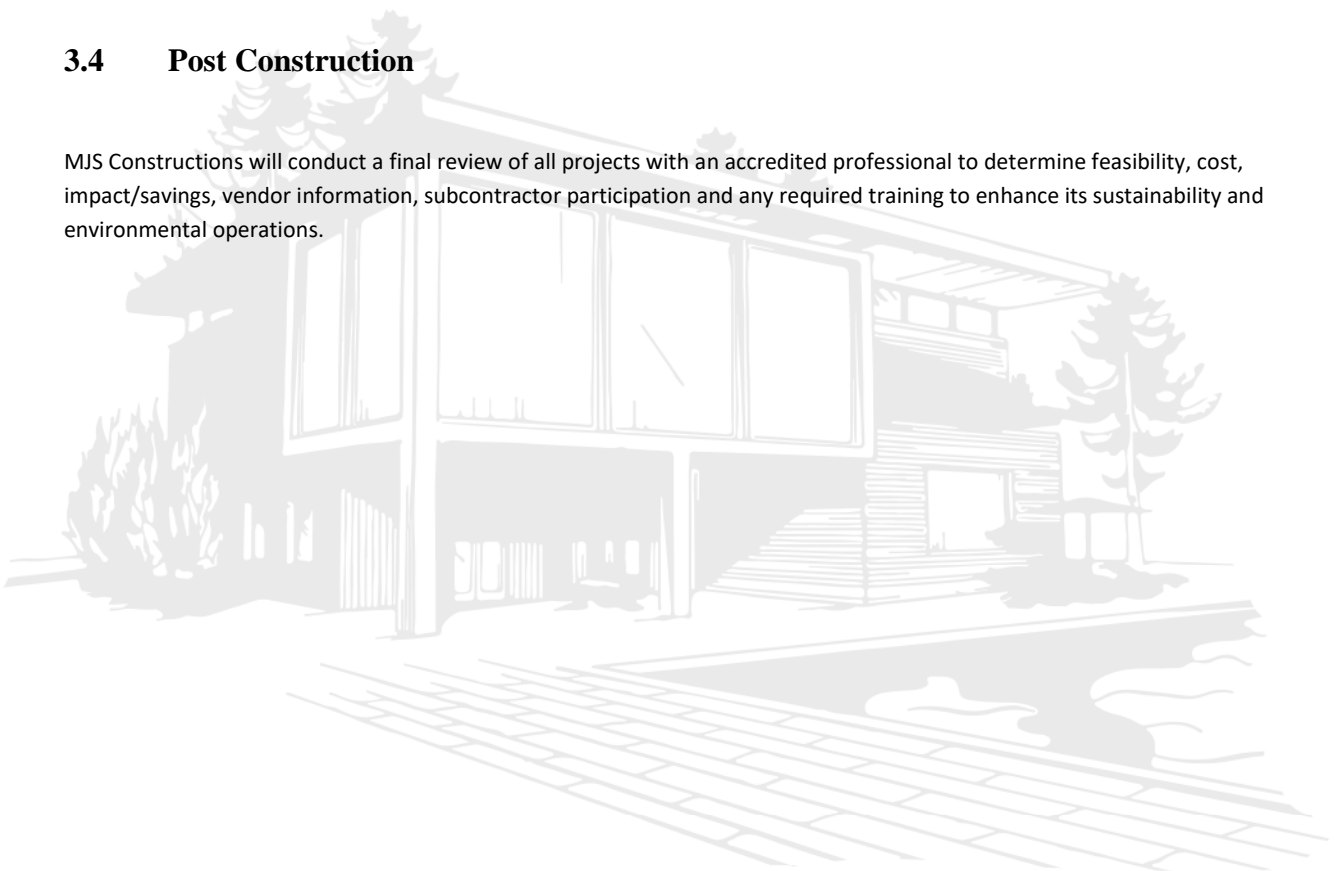 3.4 Post Construction
MJS Constructions will conduct a final review of all projects with an accredited professional to determine feasibility, cost,
impact/savings, vendor information, subcontractor participation and any required training to enhance its sustainability and
environmental operations.